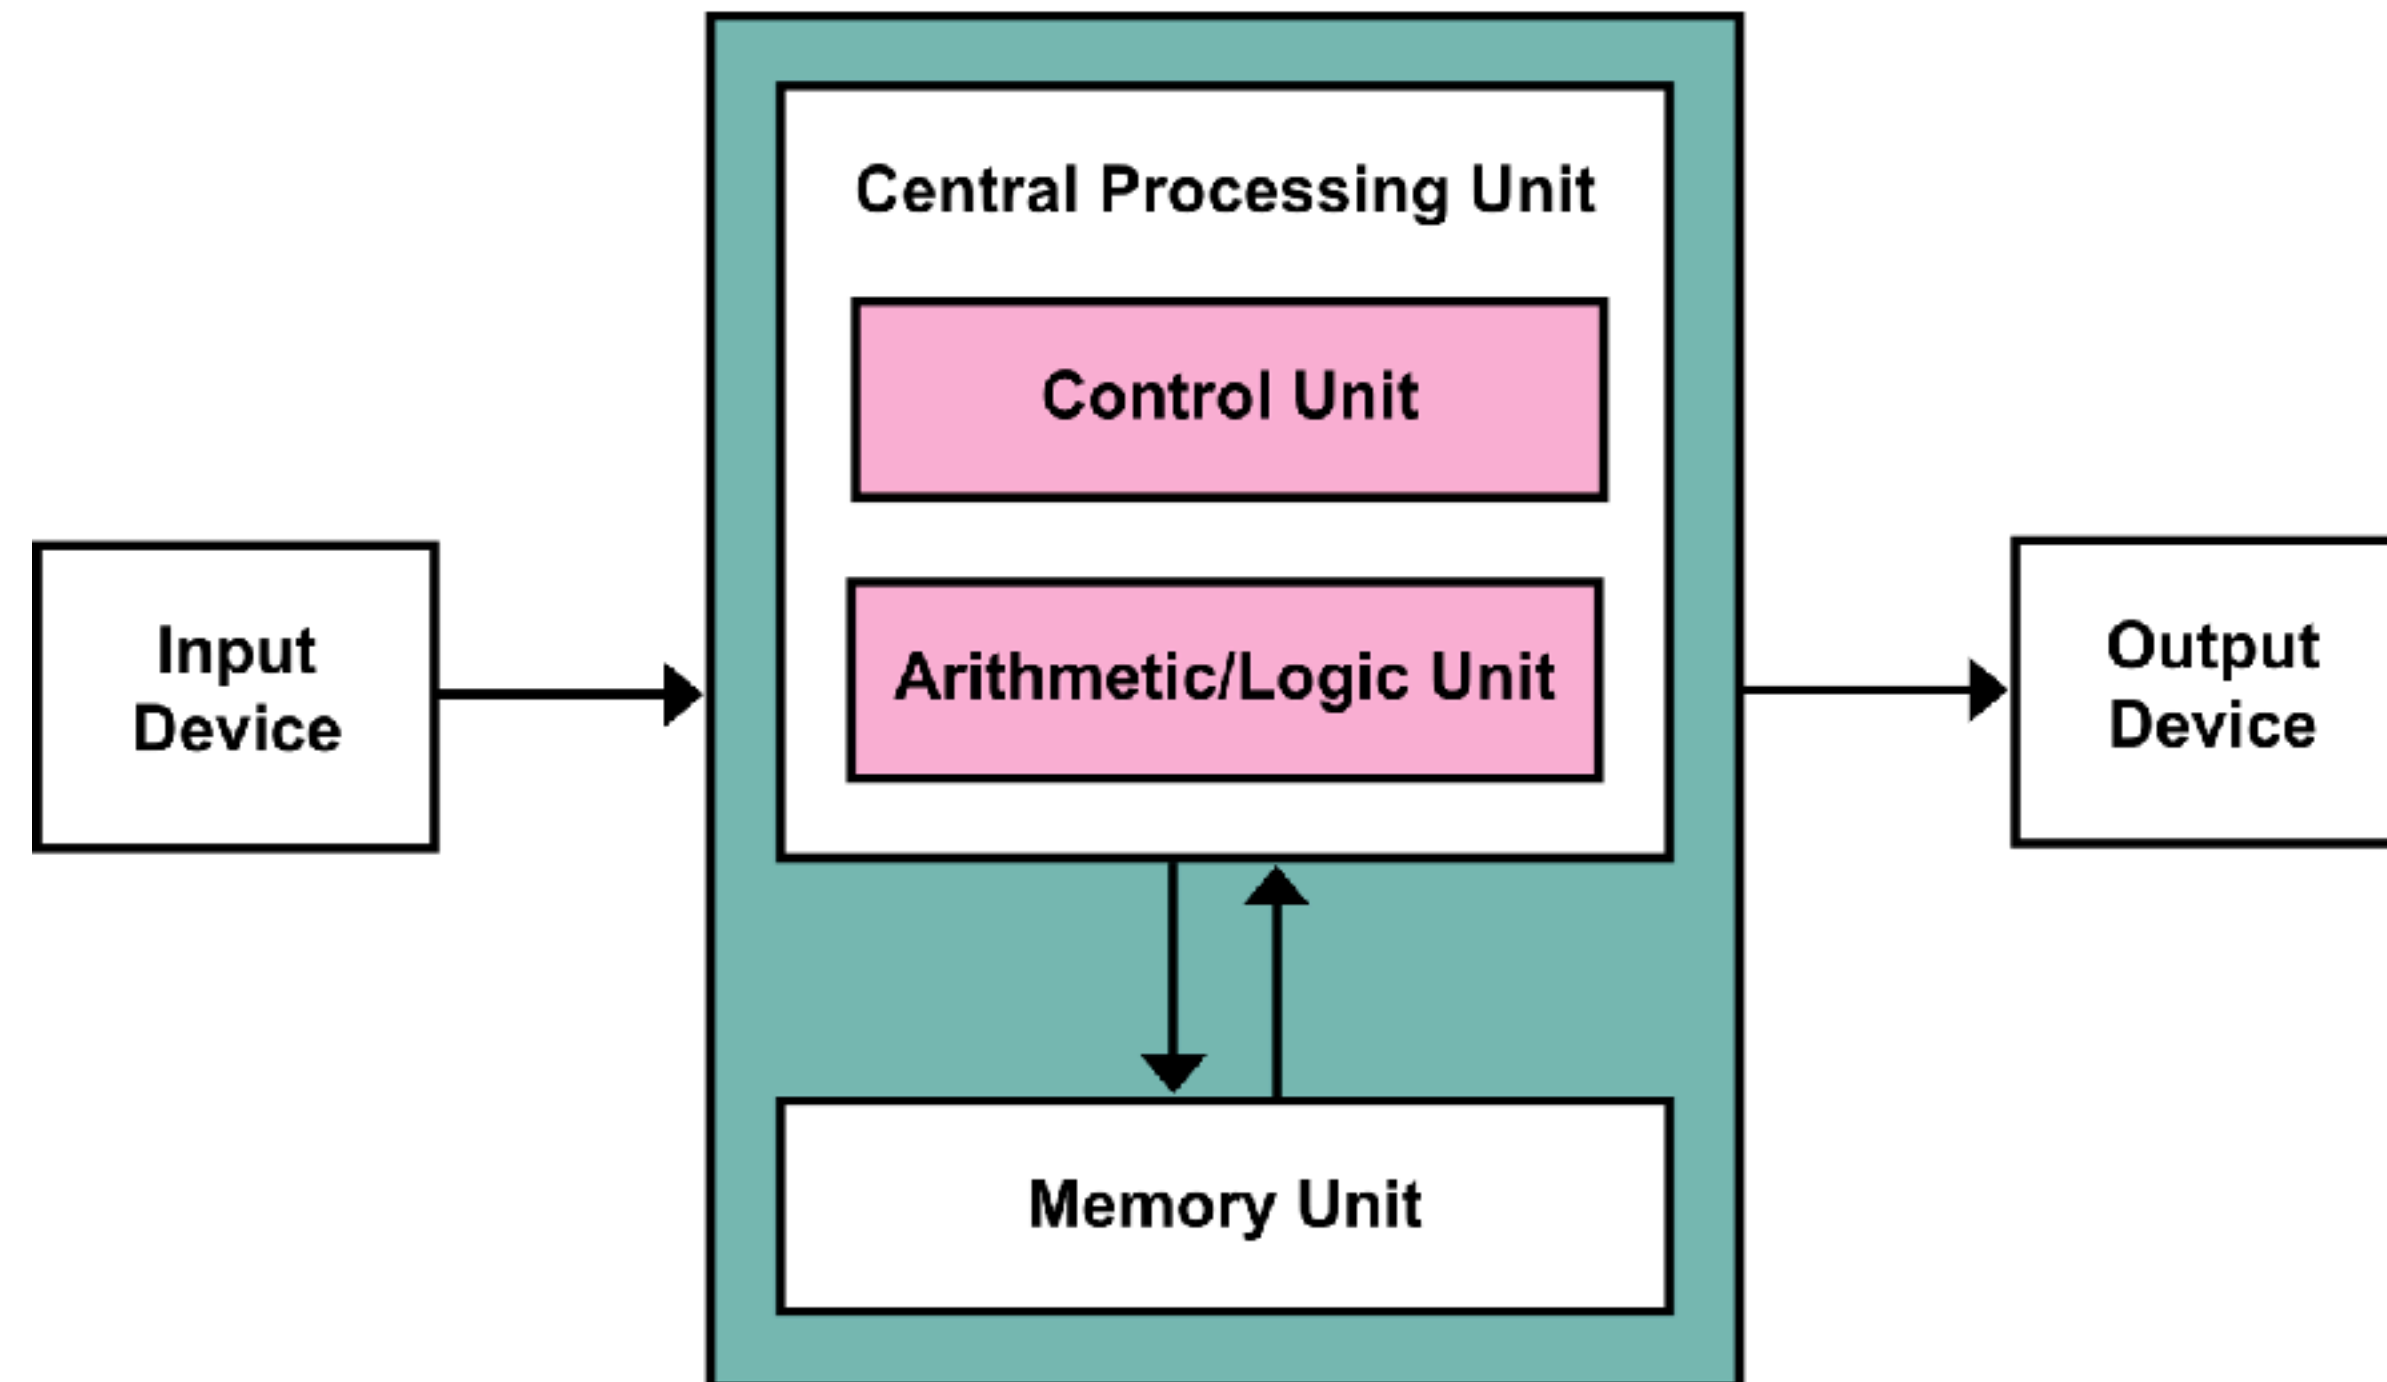 Central Processing Unit
Control Unit
Arithmetic/Logic Unit
Input
Device
Output
Device
Memory Unit